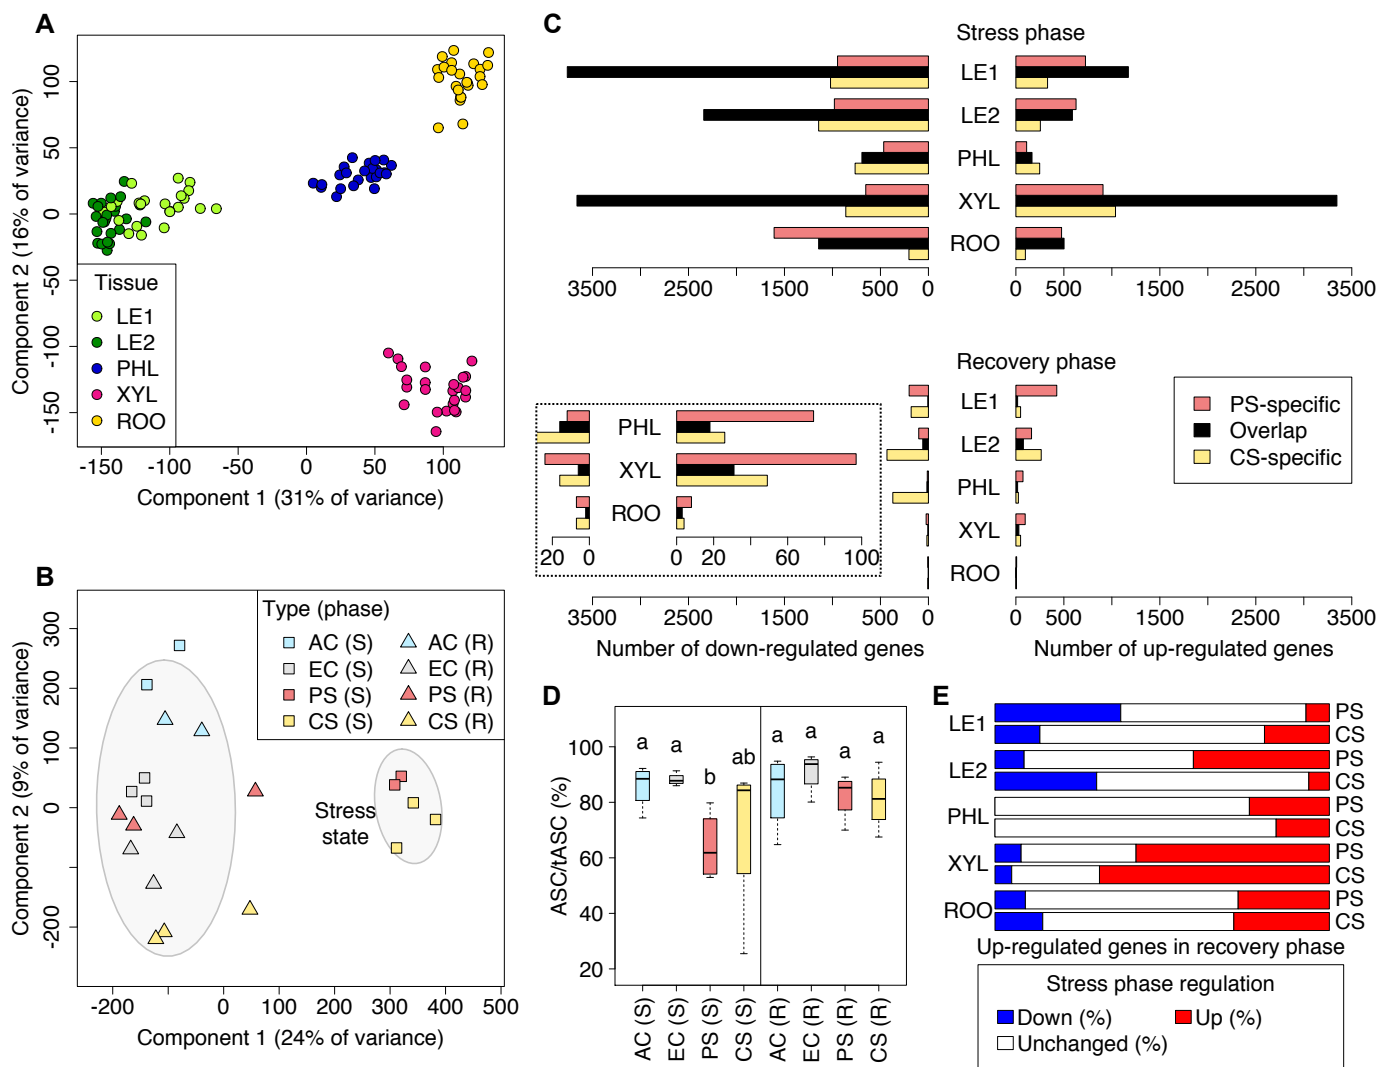 A
Component 2 (16% of variance)
100
50
0
-50
-100
-150
Tissue
LE1
LE2
PHL
XYL
ROO
-150
-50
0
50
100
Component 1 (31% of variance)
B
Component 2 (9% of variance)
300
200
100
0
-200
Type (phase)
AC (S)
AC (R)
EC (S)
EC (R)
PS (S)
PS (R)
CS (S)
CS (R)
Stress
state
-200
0
100
200
300
400
500
Component 1 (24% of variance)
C
Stress phase
LE1
LE2
PHL
XYL
ROO
3500
2500
1500
500
0
0
500
1500
2500
3500
Recovery phase
LE1
LE2
PHL
XYL
ROO
PS-specific
Overlap
CS-specific
PHL
XYL
ROO
20
0
0
20
60
100
3500
2500
1500
500
0
0
500
1500
2500
3500
Number of down-regulated genes
Number of up-regulated genes
D
ASC/tASC (%)
100
80
60
40
20
a
a
b
ab
a
a
a
a
AC (S)
EC (S)
PS (S)
CS (S)
AC (R)
EC (R)
PS (R)
CS (R)
E
LE1
PS
CS
LE2
PS
CS
PHL
PS
CS
XYL
PS
CS
ROO
PS
CS
Up-regulated genes in recovery phase
Stress phase regulation
Down (%)
Up (%)
Unchanged (%)